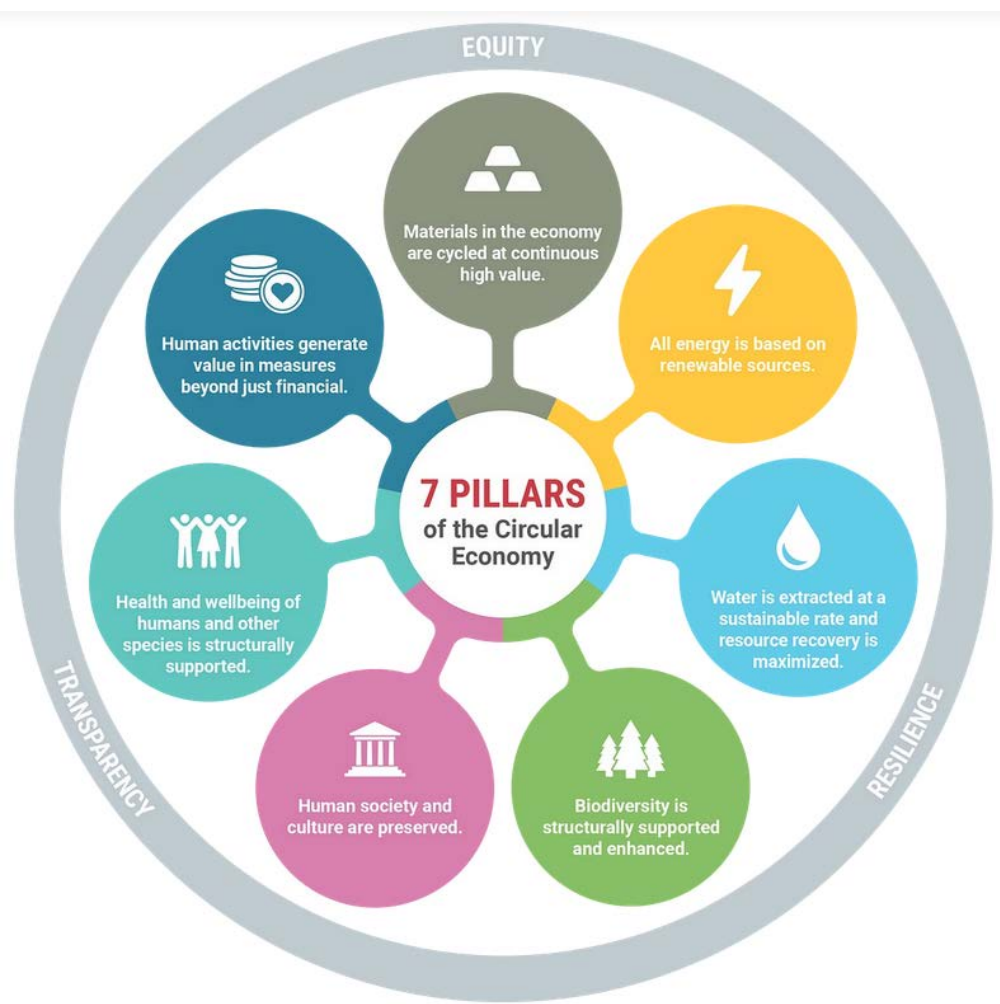 EQUITY
Materials in the economy
are cycled at continuous
high value.
All energy is based on
renewable sources.
Water is extracted at a
sustainable rate and
resource recovery is
maximized.
Biodiversity is
structurally supported
and enhanced.
Human society and
culture are preserved.
Health and wellbeing of
humans and other
species is structurally
supported.
Human activities generate
value in measures
beyond just financial.
7 PILLARS
of the Circular
Economy
RESILIENCE
TRANSPARENCY